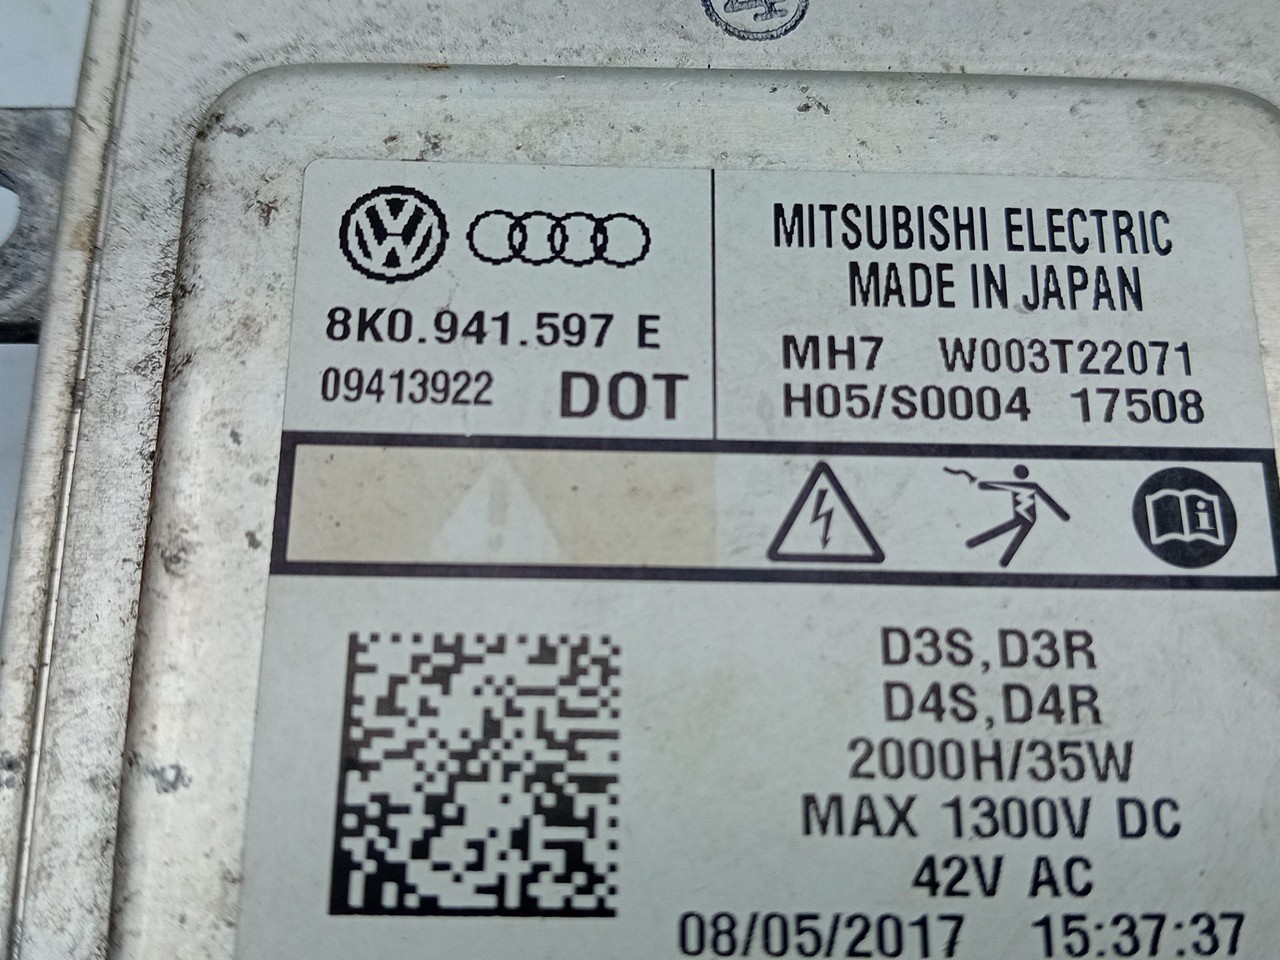 8K0.941.597 E
09413922 DOT
MITSUBISHI ELECTRIC
MADE IN JAPAN
MH7 W003T22071
H05/S0004 17508
D3S,D3R
D4S,D4R
2000H/35W
MAX 1300V DC
42V AC
08/05/2017 15:37:37